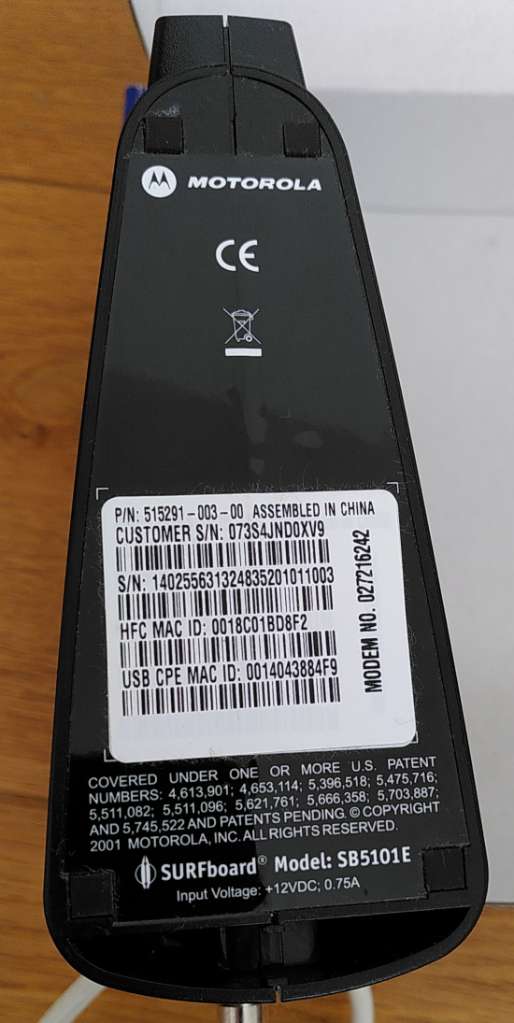 MOTOROLA
CE
P/N: 515291-003-00 ASSEMBLED IN CHINA
CUSTOMER S/N: 073S4JND0XV9
S/N: 140255631324835201011003
HFC MAC ID: 0018C01BD8F2
USB CPE MAC ID: 0014043884F9
MODEM NO. 027216242
COVERED UNDER ONE OR MORE U.S. PATENT
NUMBERS: 4,613,901; 4,653,114; 5,396,518; 5,475,716;
5,511,082; 5,511,096; 5,621,761; 5,666,358; 5,703,887;
AND 5,745,522 AND PATENTS PENDING. © COPYRIGHT
2001 MOTOROLA, INC. ALL RIGHTS RESERVED.
SURFboard® Model: SB5101E
Input Voltage: +12VDC; 0.75A